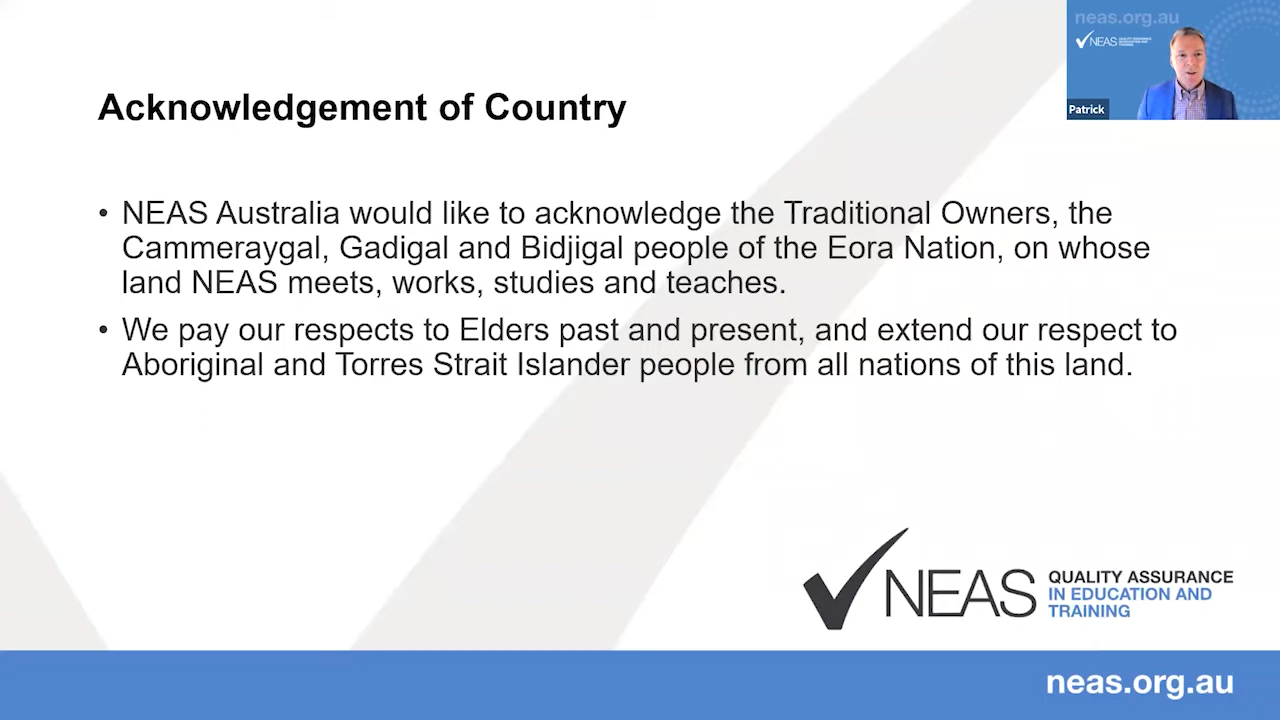 neas.org.au
NEAS
Patrick
Acknowledgement of Country
• NEAS Australia would like to acknowledge the Traditional Owners, the
Cammeraygal, Gadigal and Bidjigal people of the Eora Nation, on whose
land NEAS meets, works, studies and teaches.
• We pay our respects to Elders past and present, and extend our respect to
Aboriginal and Torres Strait Islander people from all nations of this land.
NEAS
QUALITY ASSURANCE
IN EDUCATION AND
TRAINING
neas.org.au